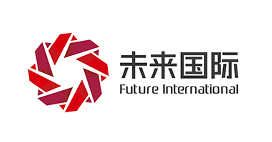 未来国际
Future International